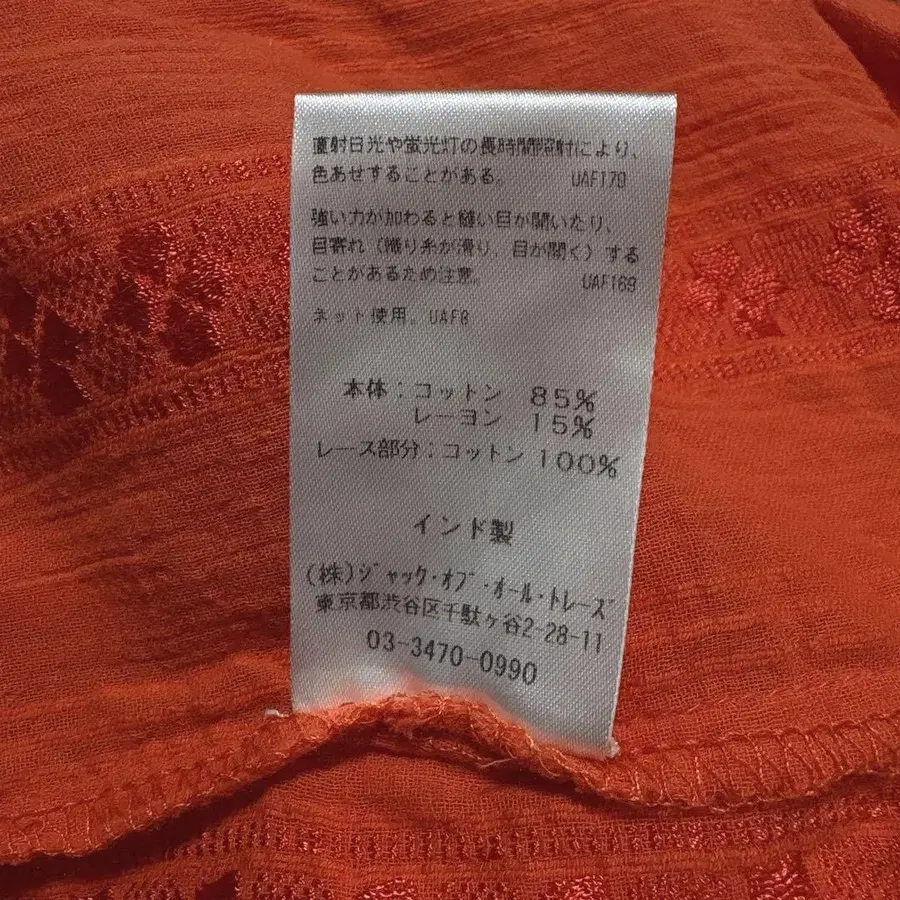 直射日光や蛍光灯の長時間照射により、
色あせすることがある。 UAF179
強い力が加わると縫い目が開いたり、
目寄れ（織り糸が滑り、目が開く）する
ことがあるため注意。 UAF169
ネット使用。UAF8
本体：コットン 85%
レーヨン 15%
レース部分：コットン 100%
インド製
(株)ジャック・オブ・オール・トレーズ
東京都渋谷区千駄ヶ谷2-28-11
03-3470-0990